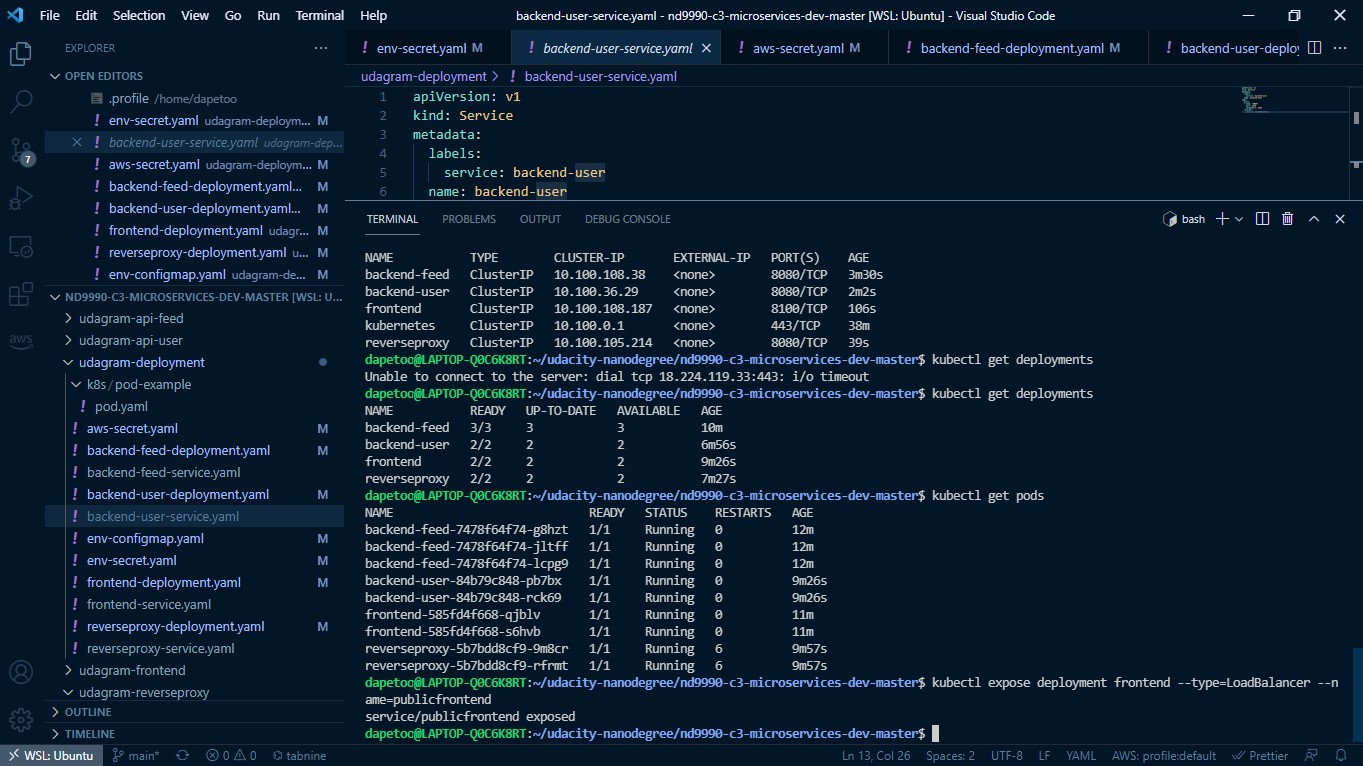 File Edit Selection View Go Run Terminal Help
backend-user-service.yaml - nd9990-c3-microservices-dev-master [WSL: Ubuntu] - Visual Studio Code
EXPLORER
OPEN EDITORS
.profile /home/dapetoo
env-secret.yaml udagram-deploym... M
backend-user-service.yaml udagram-dep...
aws-secret.yaml udagram-deploym... M
backend-feed-deployment.yaml... M
backend-user-deployment.yaml... M
frontend-deployment.yaml udagr... M
reverseproxy-deployment.yaml u... M
env-configmap.yaml udagram-de... M
ND9990-C3-MICROSERVICES-DEV-MASTER [WSL: U...
udagram-api-feed
udagram-api-user
udagram-deployment
k8s / pod-example
pod.yaml
aws-secret.yaml M
backend-feed-deployment.yaml M
backend-feed-service.yaml
backend-user-deployment.yaml M
backend-user-service.yaml
env-configmap.yaml M
env-secret.yaml M
frontend-deployment.yaml M
frontend-service.yaml
reverseproxy-deployment.yaml M
reverseproxy-service.yaml
udagram-frontend
udagram-reverseproxy
OUTLINE
TIMELINE
7
aws
env-secret.yaml M
backend-user-service.yaml
aws-secret.yaml M
backend-feed-deployment.yaml M
backend-user-deploy
udagram-deployment > backend-user-service.yaml
1 apiVersion: v1
2 kind: Service
3 metadata:
4 labels:
5 service: backend-user
6 name: backend-user
TERMINAL PROBLEMS OUTPUT DEBUG CONSOLE
bash
NAME TYPE CLUSTER-IP EXTERNAL-IP PORT(S) AGE
backend-feed ClusterIP 10.100.108.38 <none> 8080/TCP 3m30s
backend-user ClusterIP 10.100.36.29 <none> 8080/TCP 2m2s
frontend ClusterIP 10.100.108.187 <none> 8100/TCP 106s
kubernetes ClusterIP 10.100.0.1 <none> 443/TCP 38m
reverseproxy ClusterIP 10.100.105.214 <none> 8080/TCP 39s
dapetoo@LAPTOP-Q0C6K8RT:~/udacity-nanodegree/nd9990-c3-microservices-dev-master$ kubectl get deployments
Unable to connect to the server: dial tcp 18.224.119.33:443: i/o timeout
dapetoo@LAPTOP-Q0C6K8RT:~/udacity-nanodegree/nd9990-c3-microservices-dev-master$ kubectl get deployments
NAME READY UP-TO-DATE AVAILABLE AGE
backend-feed 3/3 3 3 10m
backend-user 2/2 2 2 6m56s
frontend 2/2 2 2 9m26s
reverseproxy 2/2 2 2 7m27s
dapetoo@LAPTOP-Q0C6K8RT:~/udacity-nanodegree/nd9990-c3-microservices-dev-master$ kubectl get pods
NAME READY STATUS RESTARTS AGE
backend-feed-7478f64f74-g8hzt 1/1 Running 0 12m
backend-feed-7478f64f74-jltff 1/1 Running 0 12m
backend-feed-7478f64f74-lcpg9 1/1 Running 0 12m
backend-user-84b79c848-pb7bx 1/1 Running 0 9m26s
backend-user-84b79c848-rck69 1/1 Running 0 9m26s
frontend-585fd4f668-qjblv 1/1 Running 0 11m
frontend-585fd4f668-s6hvb 1/1 Running 0 11m
reverseproxy-5b7bdd8cf9-9m8cr 1/1 Running 6 9m57s
reverseproxy-5b7bdd8cf9-rfrmt 1/1 Running 6 9m57s
dapetoo@LAPTOP-Q0C6K8RT:~/udacity-nanodegree/nd9990-c3-microservices-dev-master$ kubectl expose deployment frontend --type=LoadBalancer --n
ame=publicfrontend
service/publicfrontend exposed
dapetoo@LAPTOP-Q0C6K8RT:~/udacity-nanodegree/nd9990-c3-microservices-dev-master$
WSL: Ubuntu main* 0 0 tabnine Ln 13, Col 26 Spaces: 2 UTF-8 LF YAML AWS: profile:default Prettier